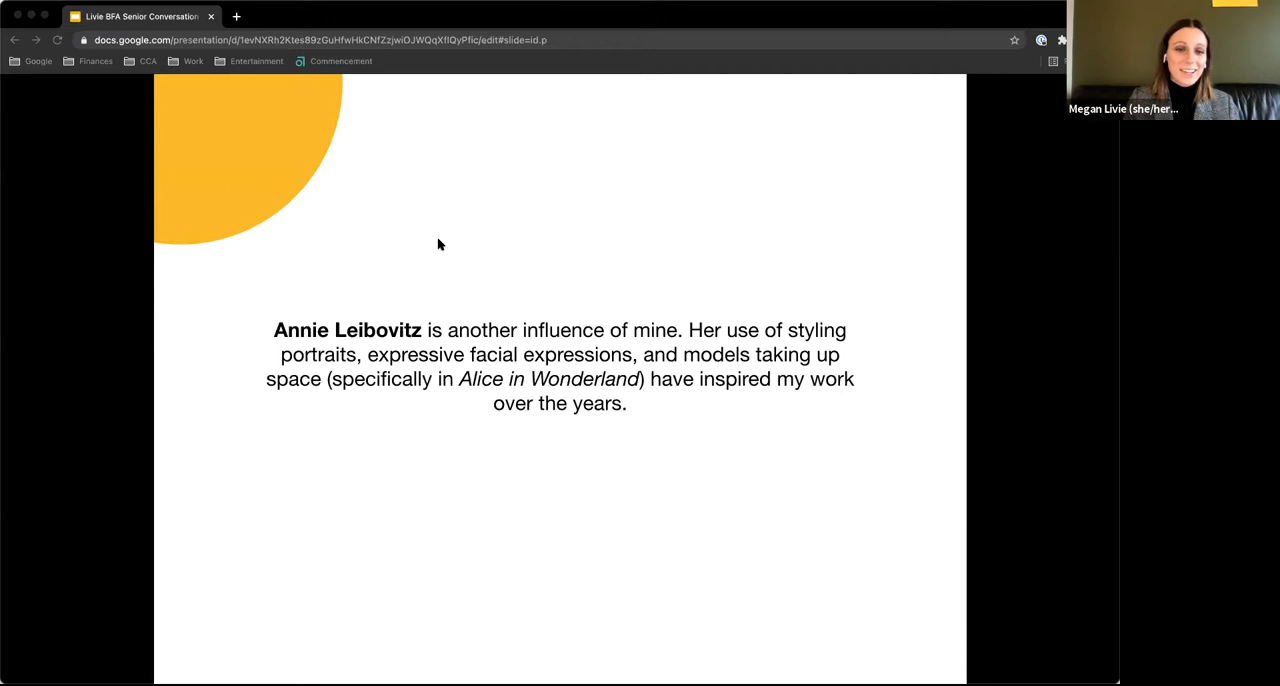 Livie BFA Senior Conversation
docs.google.com/presentation/d/1evNXRh2Ktes89zGuHfwHkCNfZzjwiOJWQqXfIQyPfic/edit#slide=id.p
Google Finances CCA Work Entertainment Commencement
Megan Livie (she/her...
Annie Leibovitz is another influence of mine. Her use of styling
portraits, expressive facial expressions, and models taking up
space (specifically in Alice in Wonderland) have inspired my work
over the years.